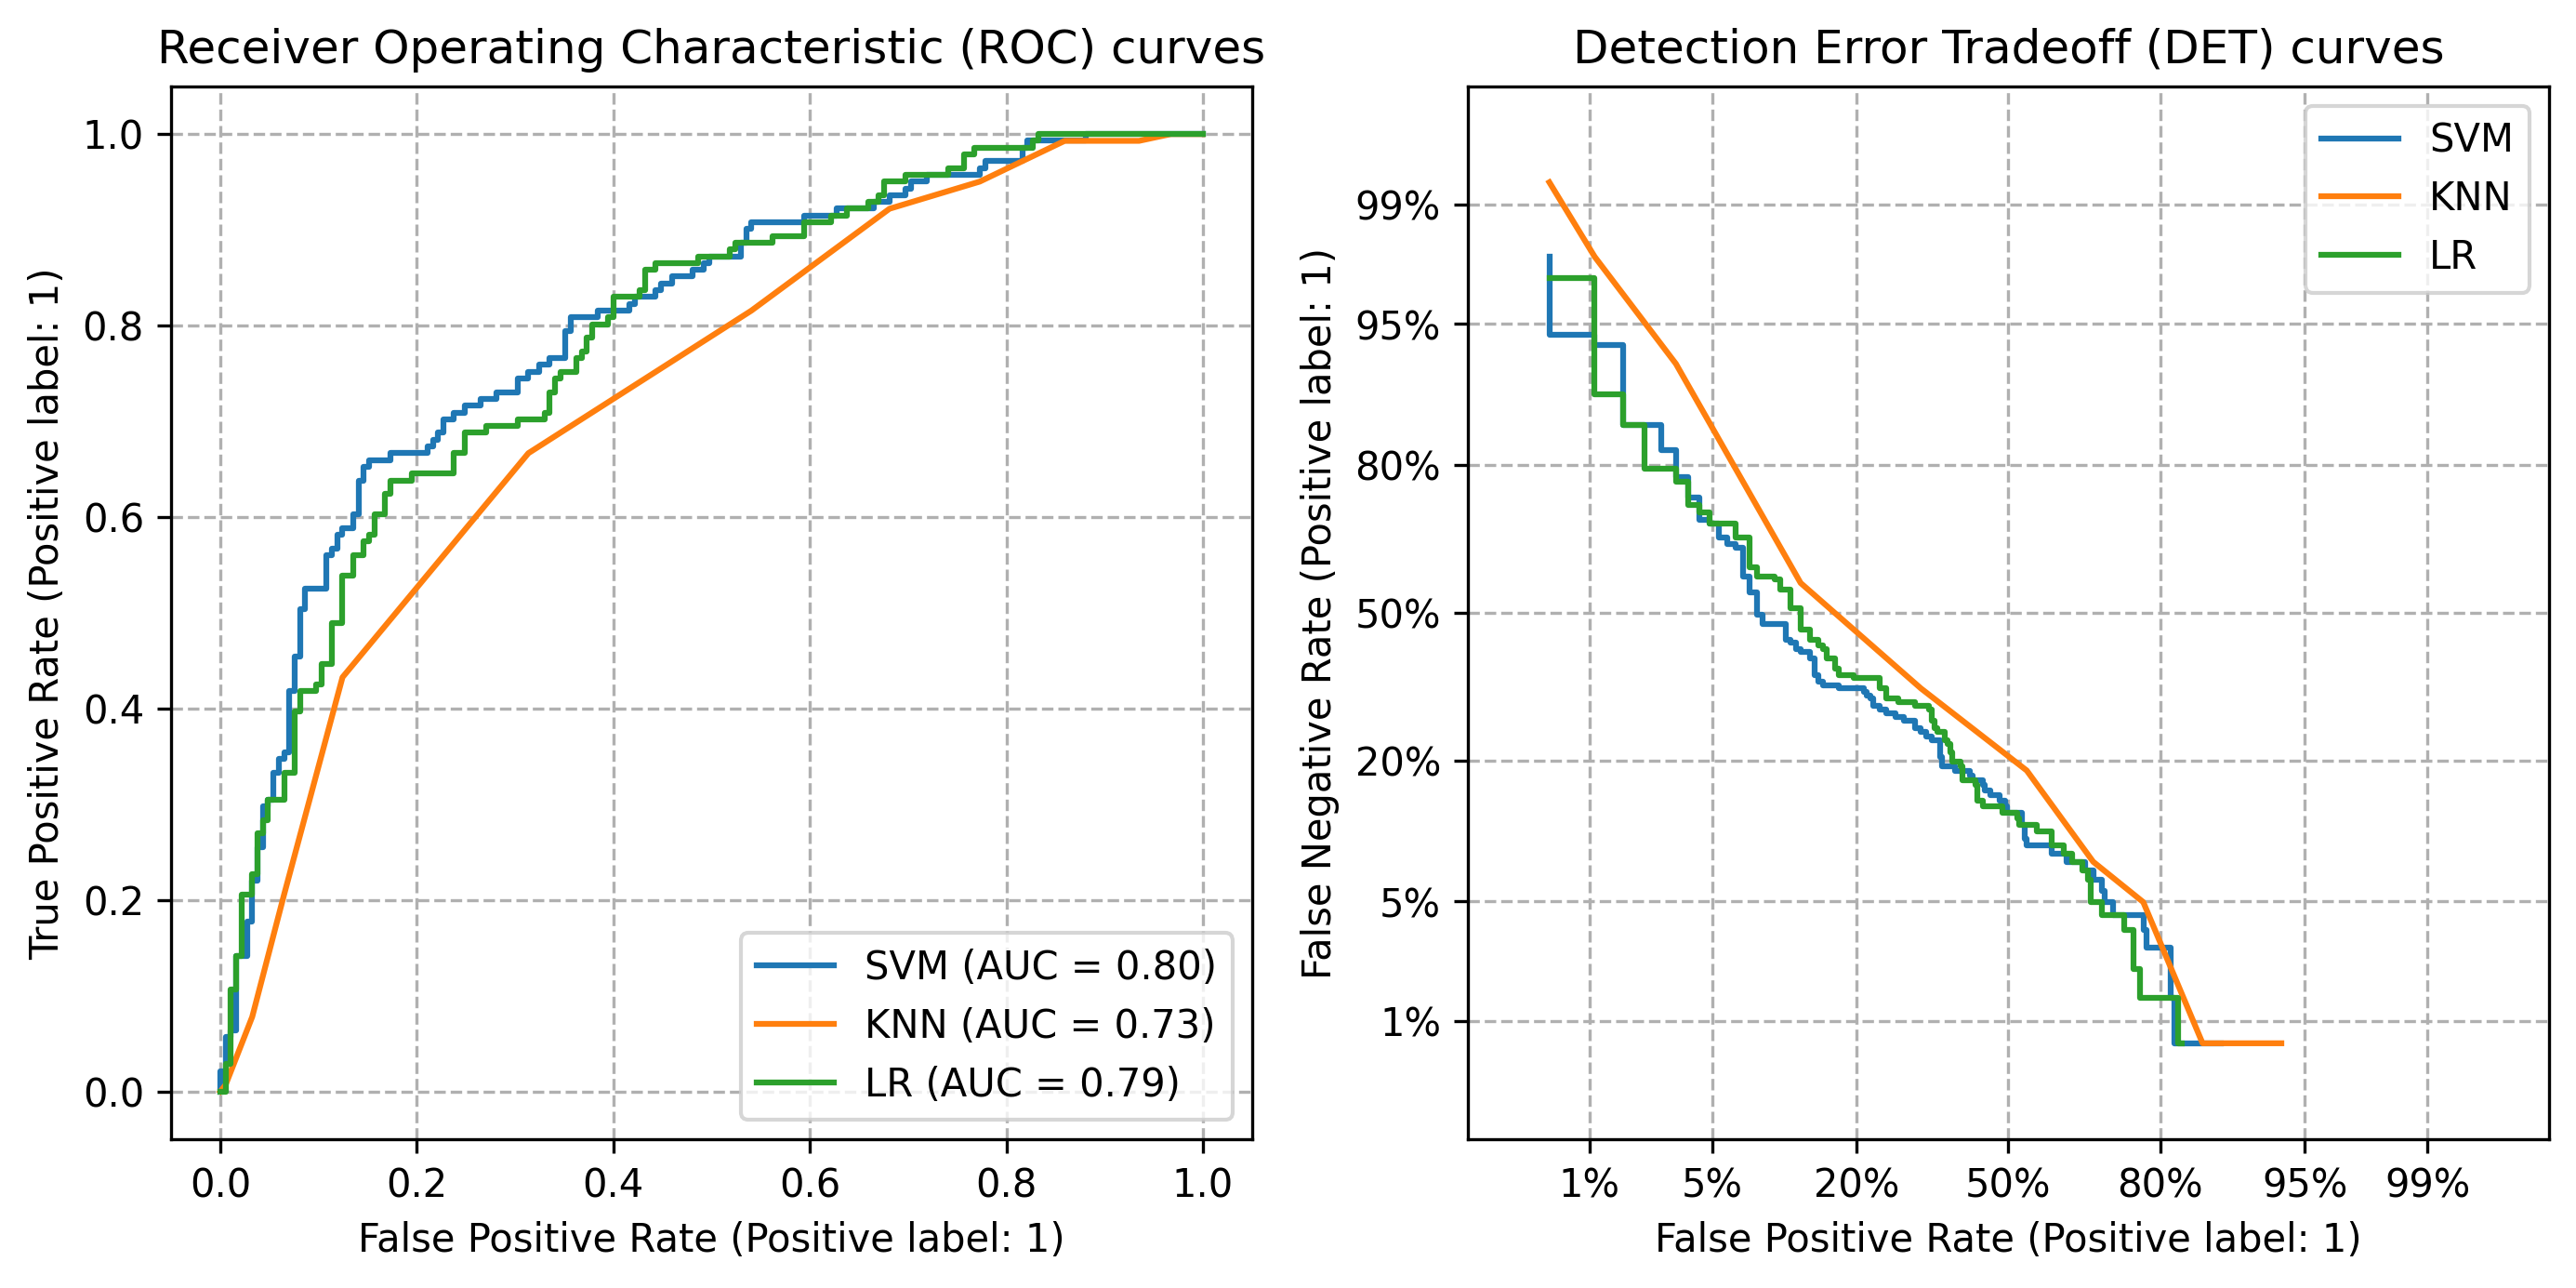 Receiver Operating Characteristic (ROC) curves
True Positive Rate (Positive label: 1)
1.0
0.8
0.6
0.4
0.2
0.0
SVM (AUC = 0.80)
KNN (AUC = 0.73)
LR (AUC = 0.79)
0.0 0.2 0.4 0.6 0.8 1.0
False Positive Rate (Positive label: 1)
Detection Error Tradeoff (DET) curves
False Negative Rate (Positive label: 1)
99%
95%
80%
50%
20%
5%
1%
SVM
KNN
LR
1% 5% 20% 50% 80% 95% 99%
False Positive Rate (Positive label: 1)